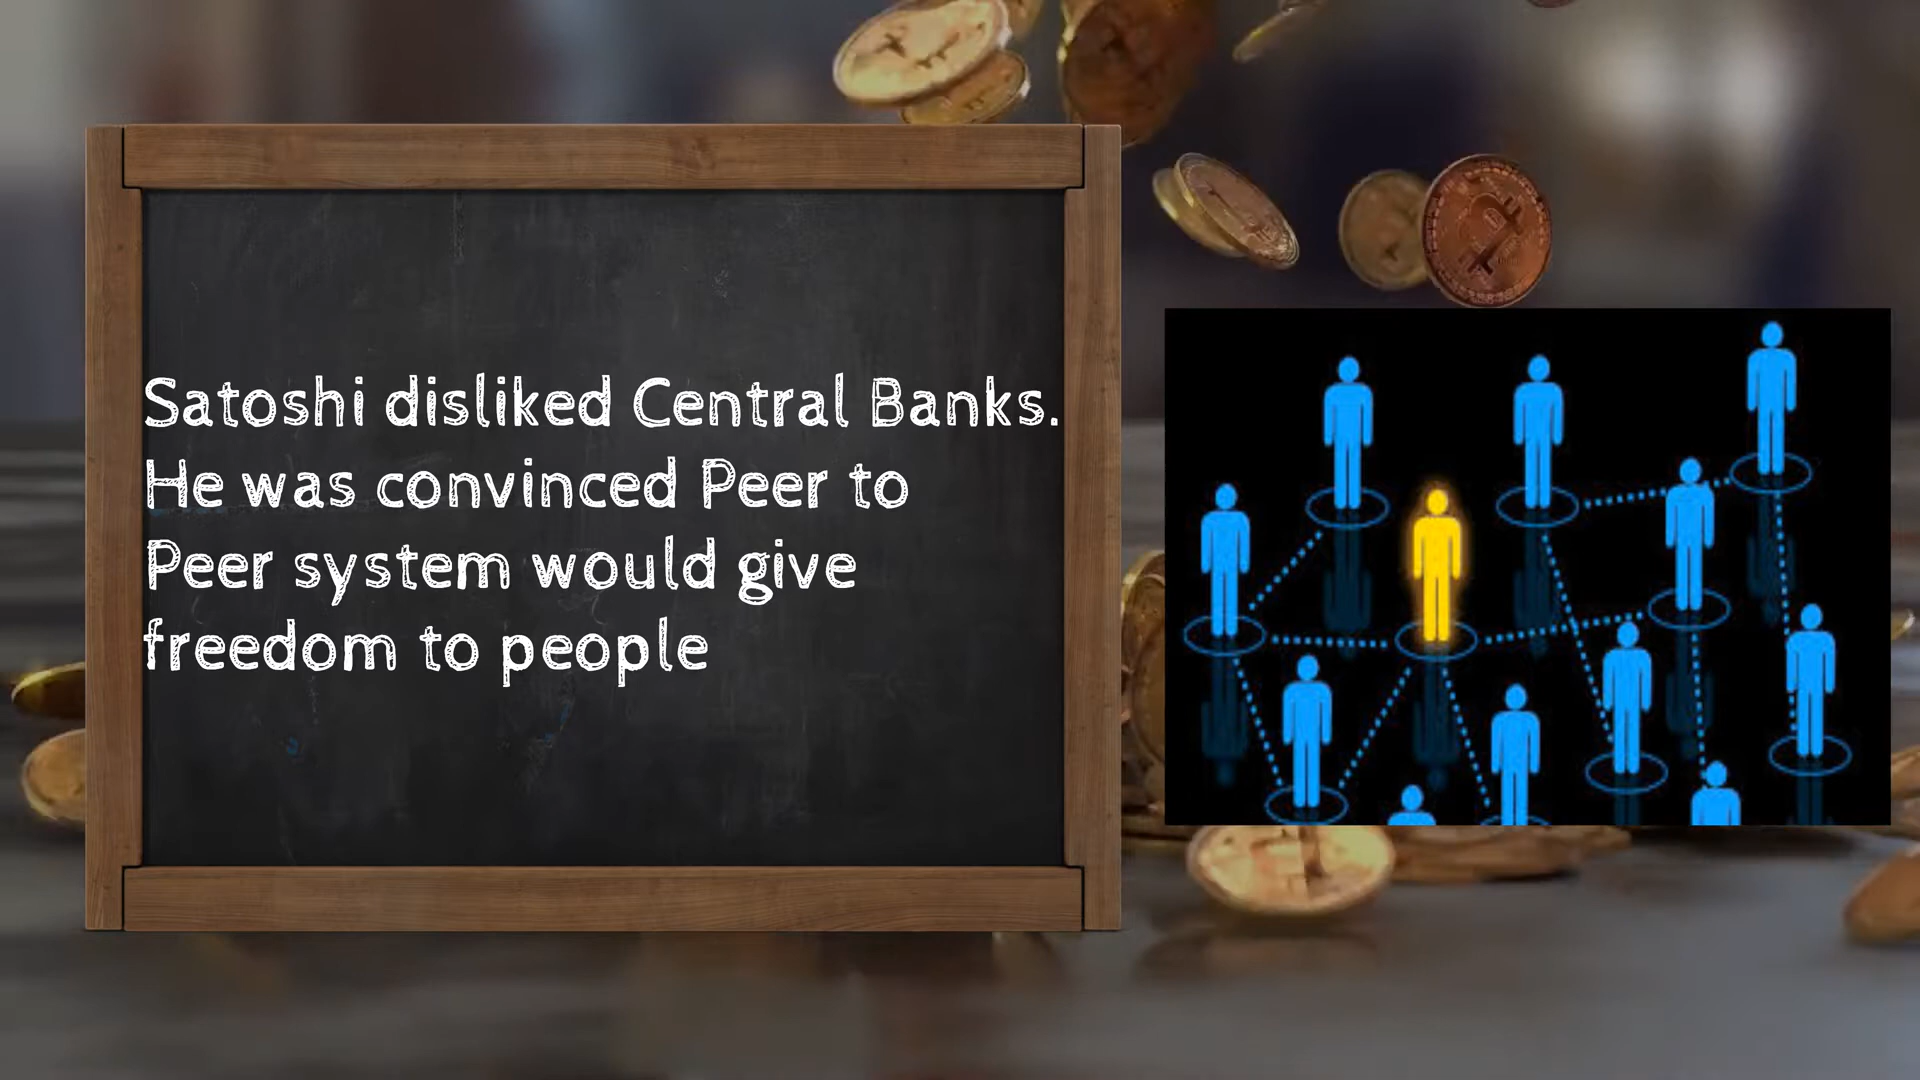 Satoshi disliked Central Banks.
He was convinced Peer to
Peer system would give
freedom to people